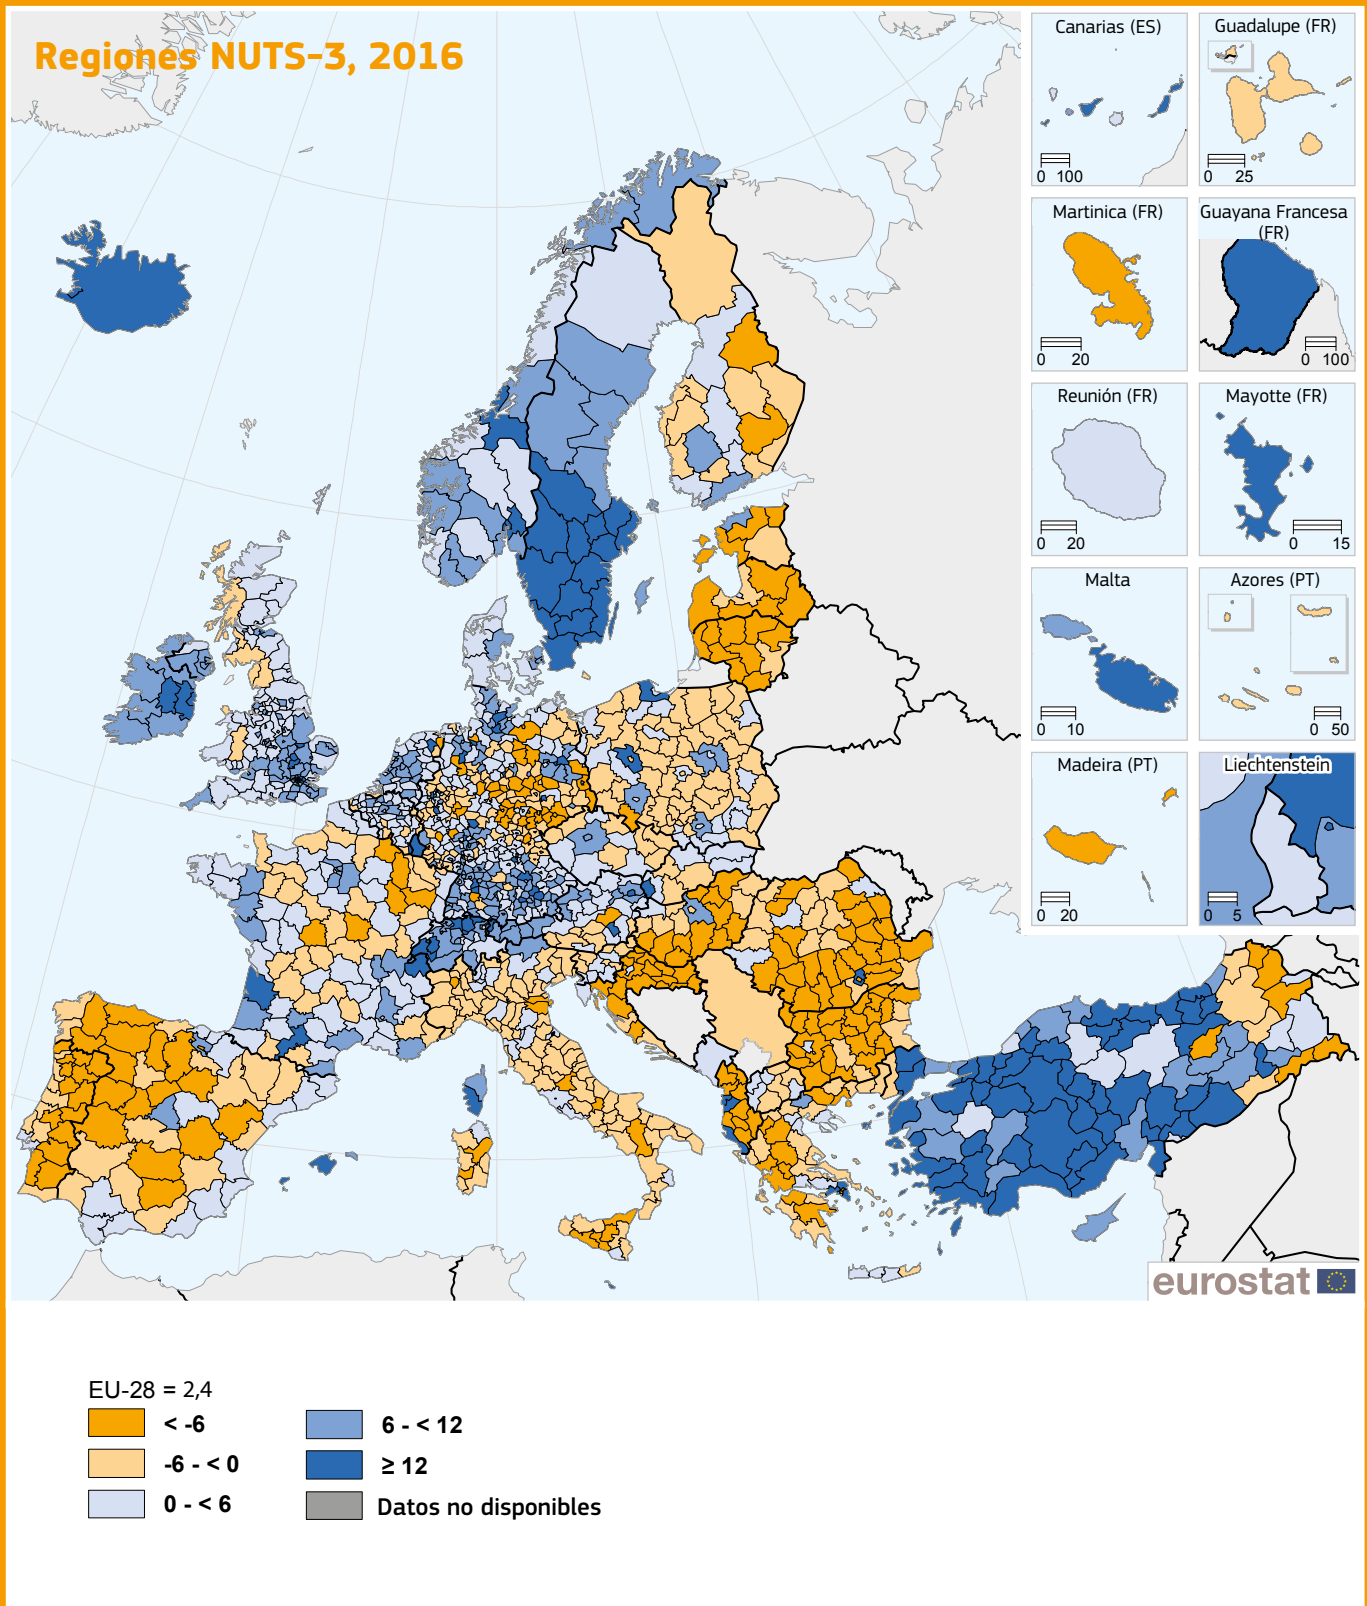 Regiones NUTS-3, 2016
Canarias (ES)
0 100
Guadalupe (FR)
0 25
Martinica (FR)
0 20
Guayana Francesa
(FR)
0 100
Reunión (FR)
0 20
Mayotte (FR)
0 15
Malta
0 10
Azores (PT)
0 50
Madeira (PT)
0 20
Liechtenstein
0 5
eurostat
EU-28 = 2,4
< -6
-6 - < 0
0 - < 6
6 - < 12
≥ 12
Datos no disponibles